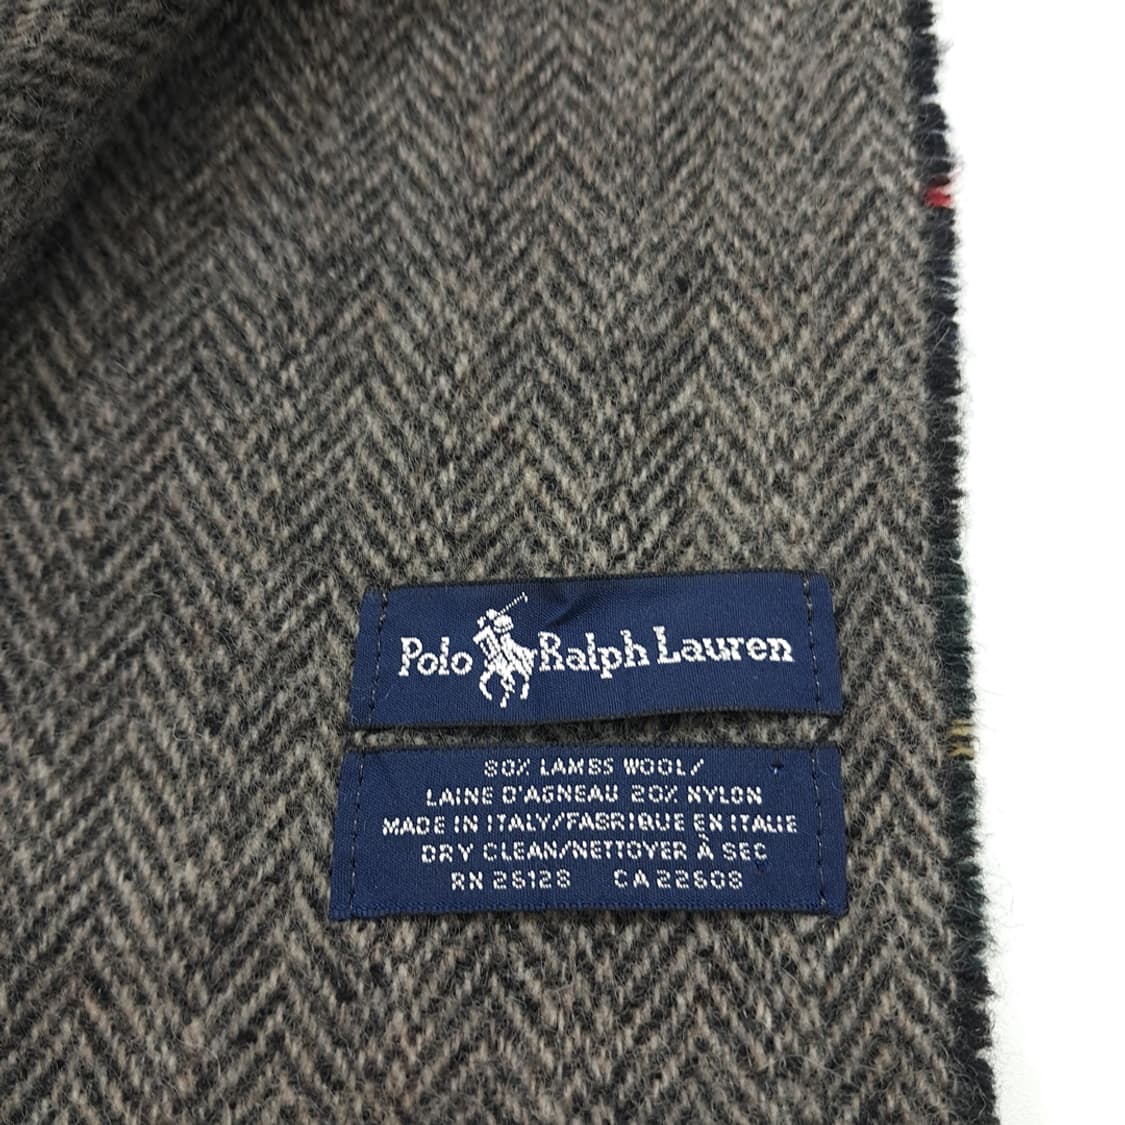 Polo Ralph Lauren
80% LAMBS WOOL/
LAINE D'AGNEAU 20% NYLON
MADE IN ITALY/FABRIQUE EN ITALIE
DRY CLEAN/NETTOYER À SEC
RN 26128 CA 22608